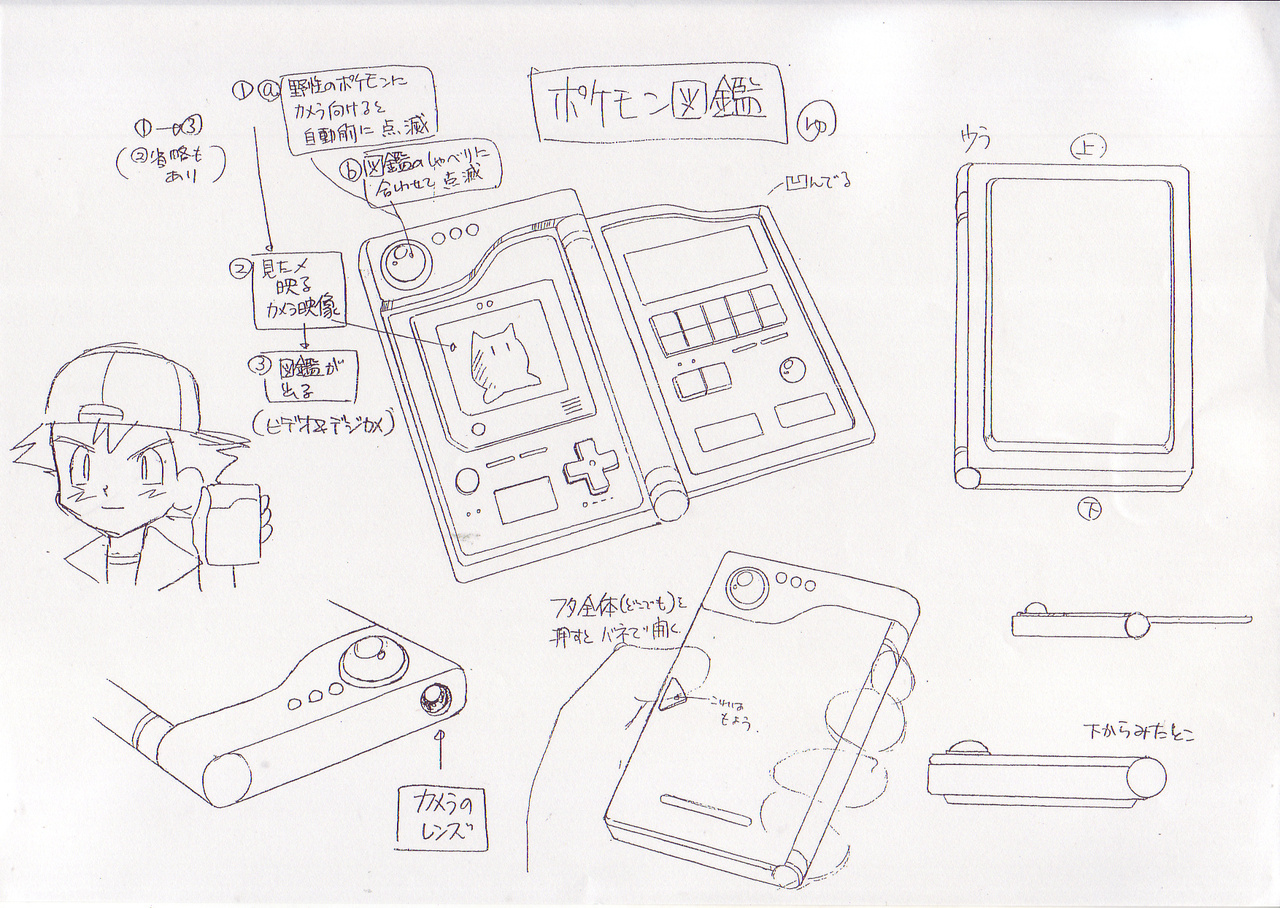 ポケモン図鑑
ゆ
①ⓐ野性のポケモンに
カメラ向けると
自動前に点滅
①→③
(②省略も
あり)
ⓑ図鑑のしゃべりに
合わせて点滅
凹んでる
ウラ
上
下
②見たメ
映る
カメラ映像
③図鑑が
出る
(ビデオ デジカメ)
フタ全体(どこでも)を
押すとバネで開く
これは
もよう.
カメラの
レンズ
下からみたとこ